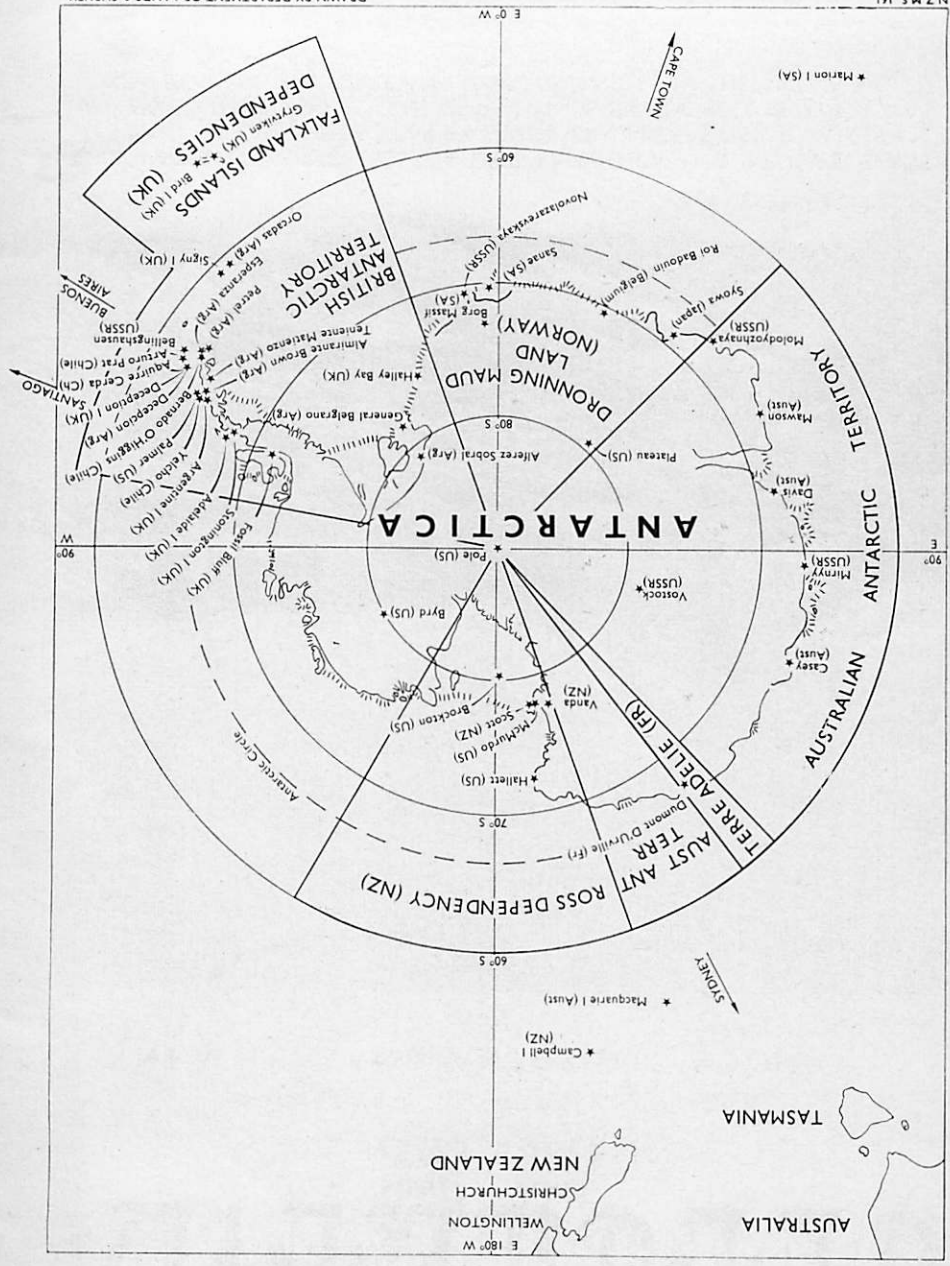 E 180° W
WELLINGTON
CHRISTCHURCH
NEW ZEALAND
AUSTRALIA
TASMANIA
Campbell I
(NZ)
Macquarie I (Aust)
SYDNEY
60° S
ROSS DEPENDENCY (NZ)
AUST ANT
TERR
TERRE ADELIE (FR)
Dumont D'Urville (Fr)
70° S
Antarctic Circle
Hallett (US)
McMurdo (US)
Scott (NZ)
Vanda
(NZ)
Brockton (US)
AUSTRALIAN
ANTARCTIC
TERRITORY
Casey
(Aust)
Byrd (US)
Vostock
(USSR)
Mirnyy
(USSR)
E
90°
90°
W
Pole (US)
ANTARCTICA
Fossil Bluff (UK)
Stonington I (UK)
Adelaide I (UK)
Argentine I (UK)
Yelcho (Chile)
Palmer (US)
Bernado O'Higgins (Chile)
Decepcion (Arg)
Deception I (UK)
Aquirre Cerda (Ch)
Arturo Prat (Chile)
Bellingshausen
(USSR)
SANTIAGO
BUENOS
AIRES
Davis
(Aust)
Mawson
(Aust)
Alferez Sobral (Arg)
General Belgrano (Arg)
Plateau (US)
80° S
Halley Bay (UK)
Almirante Brown (Arg)
Teniente Matienzo (Arg)
Petrel (Arg)
Esperanza (Arg)
Orcadas (Arg)
Signy I (UK)
DRONNING MAUD
LAND
(NORWAY)
Borg Massif
(SA)
Molodyozhnaya
(USSR)
Syowa (Japan)
Roi Badouin (Belgium)
Sanae (SA)
Novolazarevskaya (USSR)
BRITISH
ANTARCTIC
TERRITORY
FALKLAND ISLANDS
DEPENDENCIES (UK)
Bird I (UK)
Grytviken (UK)
60° S
Marion I (SA)
CAPE TOWN
E 0° W